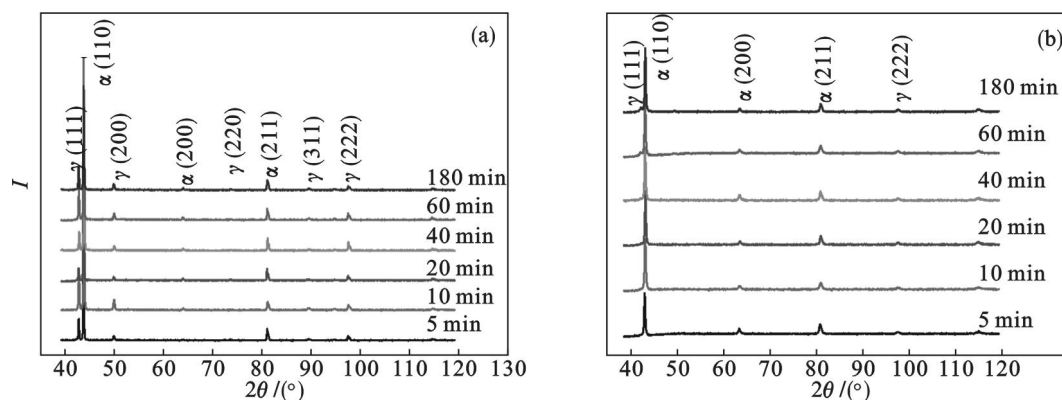 (a)
γ (111)
α (110)
γ (200)
α (200)
γ (220)
α (211)
γ (311)
γ (222)
180 min
60 min
40 min
20 min
10 min
5 min
I
40 50 60 70 80 90 100 110 120 130
2θ /(°)
(b)
γ (111)
α (110)
α (200)
α (211)
γ (222)
180 min
60 min
40 min
20 min
10 min
5 min
40 50 60 70 80 90 100 110 120
2θ /(°)